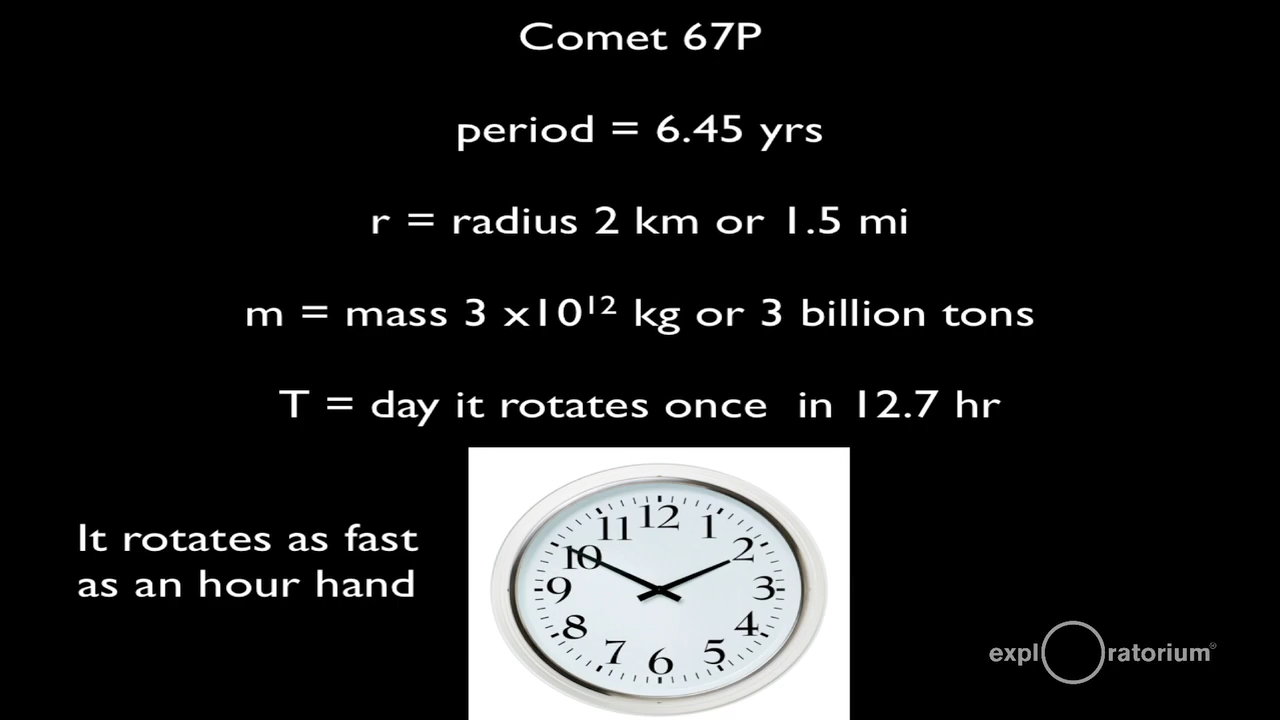 Comet 67P
period = 6.45 yrs
r = radius 2 km or 1.5 mi
m = mass 3 x10¹² kg or 3 billion tons
T = day it rotates once  in 12.7 hr
It rotates as fast
as an hour hand
12
11
1
10
2
9
3
8
4
7
5
6
expl○ratorium®